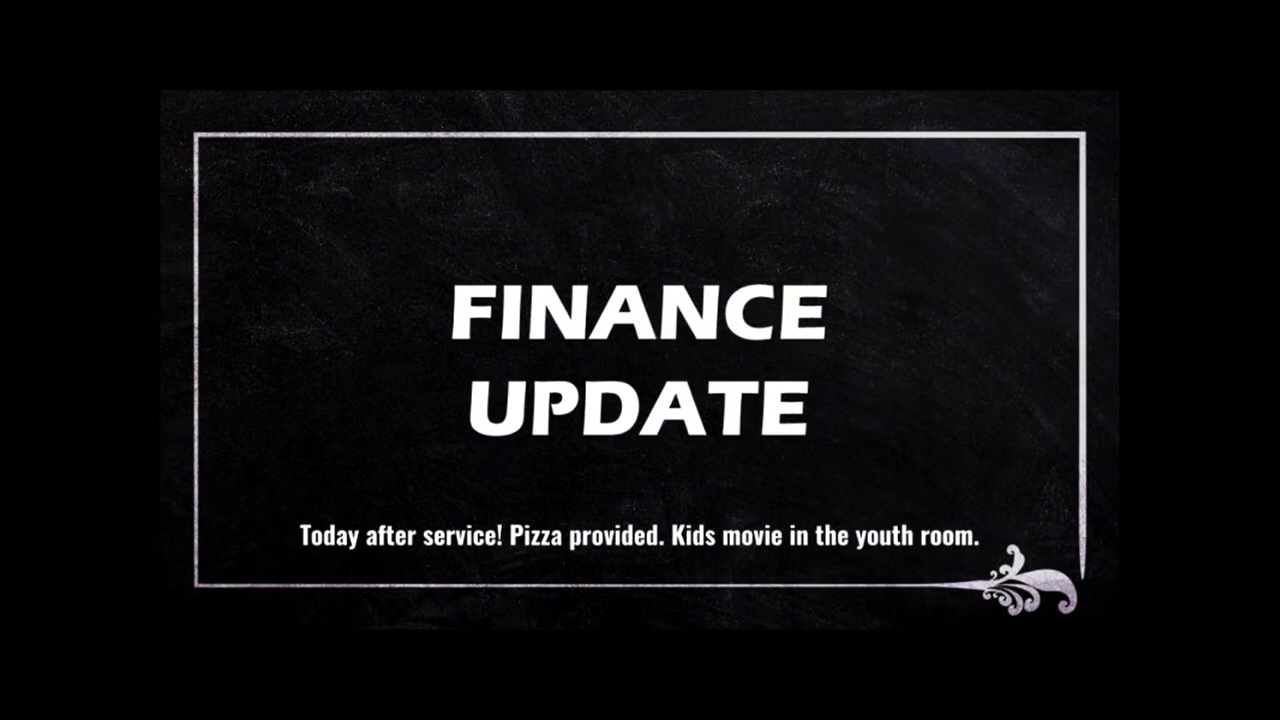 FINANCE
UPDATE
Today after service! Pizza provided. Kids movie in the youth room.